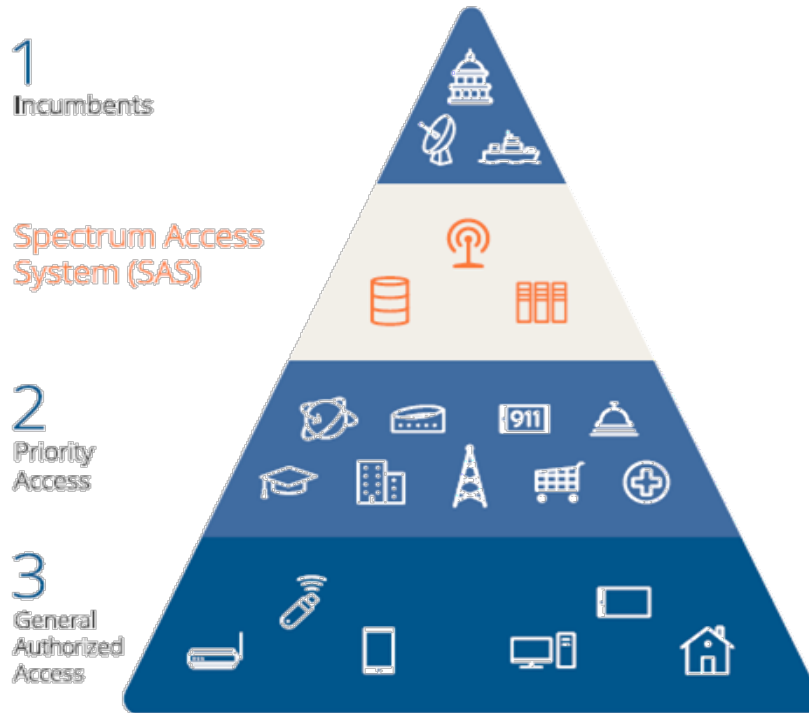 1
Incumbents
Spectrum Access
System (SAS)
2
Priority
Access
911
3
General
Authorized
Access